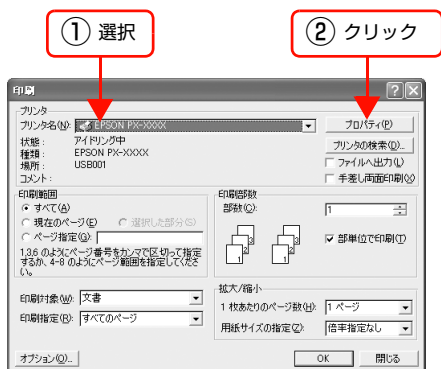 ① 選択
② クリック
印刷
プリンタ
プリンタ名(N): EPSON PX-XXXX
プロパティ(P)
状態: アイドリング中
プリンタの検索(D)...
種類: EPSON PX-XXXX
場所: USB001
ファイルへ出力(L)
コメント:
手差し両面印刷(X)
印刷範囲
すべて(A)
現在のページ(E) 選択した部分(S)
ページ指定(G):
1,3,6 のようにページ番号をカンマで区切って指定
するか、4-8 のようにページ範囲を指定してくださ
い。
印刷部数
部数(C): 1
部単位で印刷(T)
印刷対象(W): 文書
印刷指定(R): すべてのページ
拡大/縮小
1 枚あたりのページ数(H): 1 ページ
用紙サイズの指定(Z): 倍率指定なし
オプション(O)...
OK
閉じる